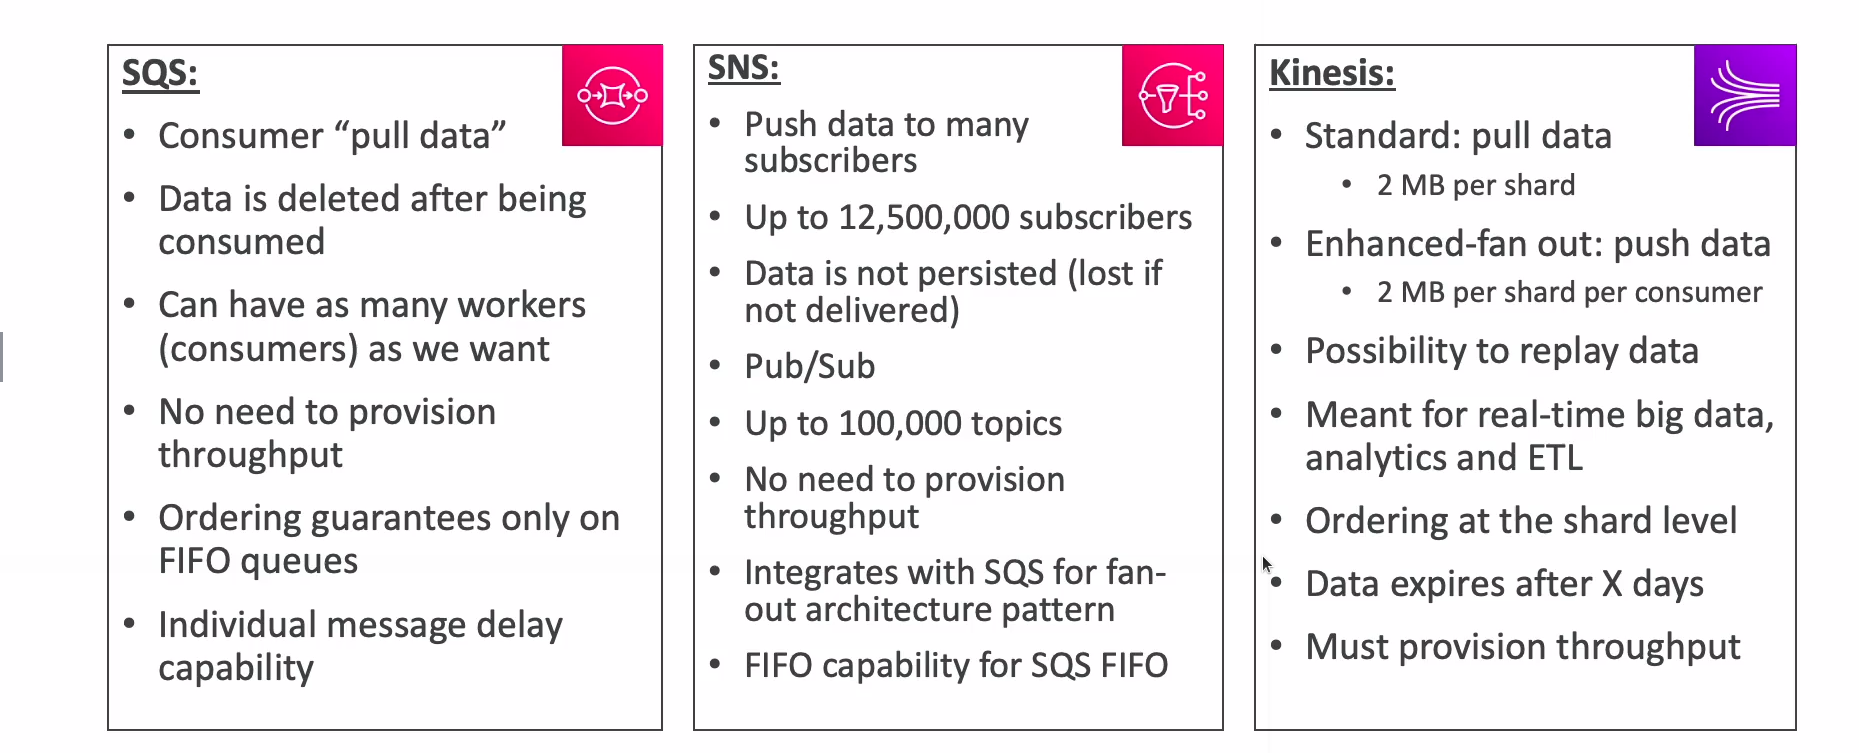 SQS:
• Consumer “pull data”
• Data is deleted after being
consumed
• Can have as many workers
(consumers) as we want
• No need to provision
throughput
• Ordering guarantees only on
FIFO queues
• Individual message delay
capability
SNS:
• Push data to many
subscribers
• Up to 12,500,000 subscribers
• Data is not persisted (lost if
not delivered)
• Pub/Sub
• Up to 100,000 topics
• No need to provision
throughput
• Integrates with SQS for fan-
out architecture pattern
• FIFO capability for SQS FIFO
Kinesis:
• Standard: pull data
• 2 MB per shard
• Enhanced-fan out: push data
• 2 MB per shard per consumer
• Possibility to replay data
• Meant for real-time big data,
analytics and ETL
• Ordering at the shard level
• Data expires after X days
• Must provision throughput